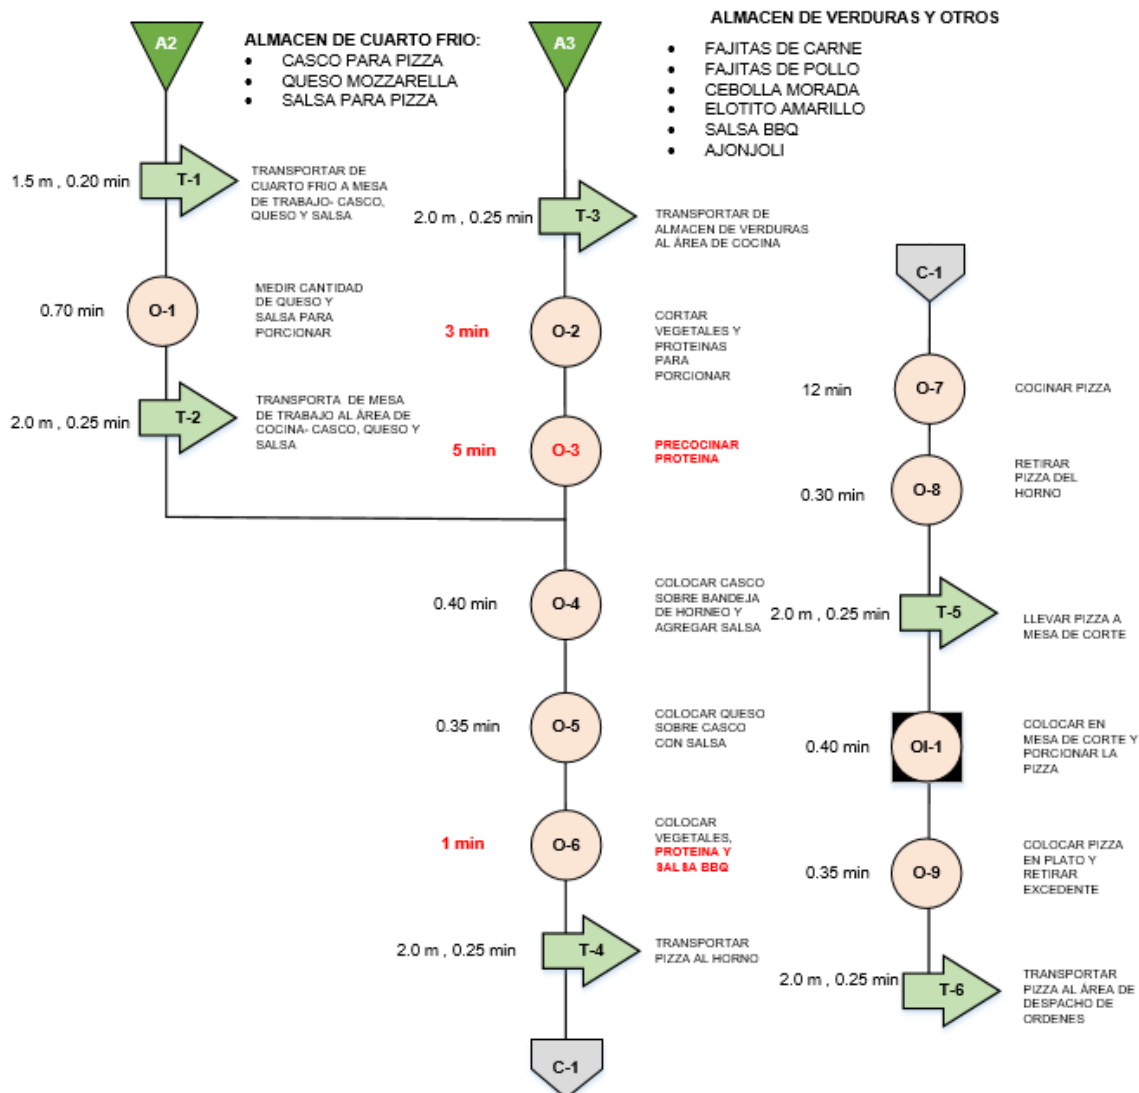 A2
ALMACEN DE CUARTO FRIO:
• CASCO PARA PIZZA
• QUESO MOZZARELLA
• SALSA PARA PIZZA
1.5 m , 0.20 min
T-1
TRANSPORTAR DE
CUARTO FRIO A MESA
DE TRABAJO- CASCO,
QUESO Y SALSA
0.70 min
O-1
MEDIR CANTIDAD
DE QUESO Y
SALSA PARA
PORCIONAR
2.0 m , 0.25 min
T-2
TRANSPORTA DE MESA
DE TRABAJO AL ÁREA DE
COCINA- CASCO, QUESO Y
SALSA
A3
ALMACEN DE VERDURAS Y OTROS
• FAJITAS DE CARNE
• FAJITAS DE POLLO
• CEBOLLA MORADA
• ELOTITO AMARILLO
• SALSA BBQ
• AJONJOLI
2.0 m , 0.25 min
T-3
TRANSPORTAR DE
ALMACEN DE VERDURAS
AL ÁREA DE COCINA
3 min
O-2
CORTAR
VEGETALES Y
PROTEINAS
PARA
PORCIONAR
5 min
O-3
PRECOCINAR
PROTEINA
0.40 min
O-4
COLOCAR CASCO
SOBRE BANDEJA
DE HORNEO Y
AGREGAR SALSA
0.35 min
O-5
COLOCAR QUESO
SOBRE CASCO
CON SALSA
1 min
O-6
COLOCAR
VEGETALES,
PROTEINA Y
SALSA BBQ
2.0 m , 0.25 min
T-4
TRANSPORTAR
PIZZA AL HORNO
C-1
C-1
12 min
O-7
COCINAR PIZZA
0.30 min
O-8
RETIRAR
PIZZA DEL
HORNO
2.0 m , 0.25 min
T-5
LLEVAR PIZZA A
MESA DE CORTE
0.40 min
OI-1
COLOCAR EN
MESA DE CORTE Y
PORCIONAR LA
PIZZA
0.35 min
O-9
COLOCAR PIZZA
EN PLATO Y
RETIRAR
EXCEDENTE
2.0 m , 0.25 min
T-6
TRANSPORTAR
PIZZA AL ÁREA DE
DESPACHO DE
ORDENES